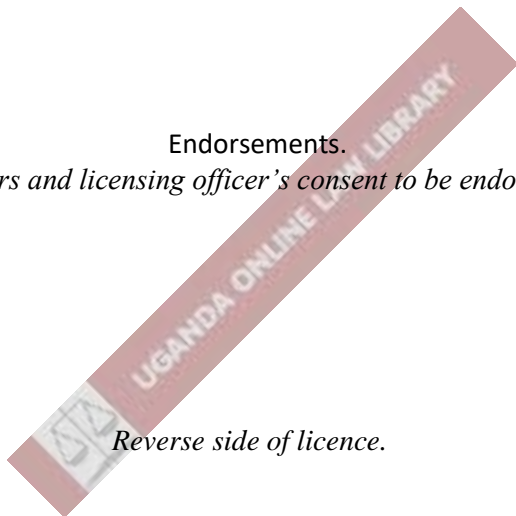 Endorsements.
rs and licensing officer’s consent to be endo
UGANDA ONLINE LAW LIBRARY
Reverse side of licence.